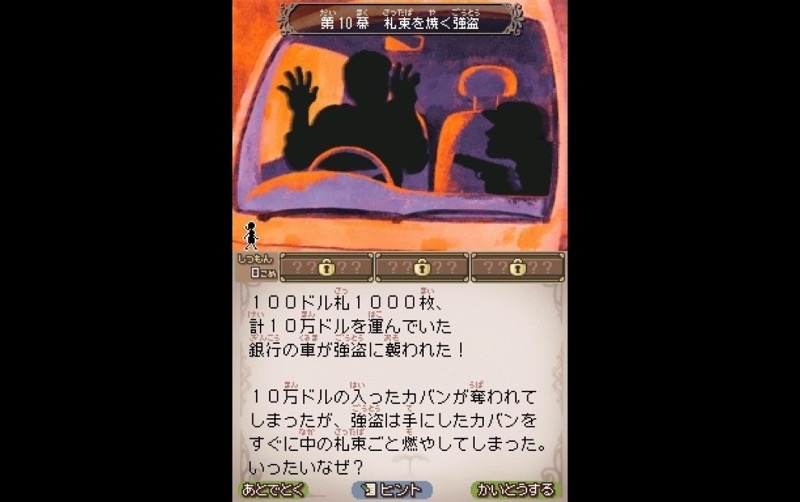 第10幕 札束を焼く強盗
しつもん
0こめ
??？?
????
????
100ドル札1000枚、
計10万ドルを運んでいた
銀行の車が強盗に襲われた！
10万ドルの入ったカバンが奪われて
しまったが、強盗は手にしたカバンを
すぐに中の札束ごと燃やしてしまった。
いったいなぜ？
あとでとく
ヒント
かいとうする